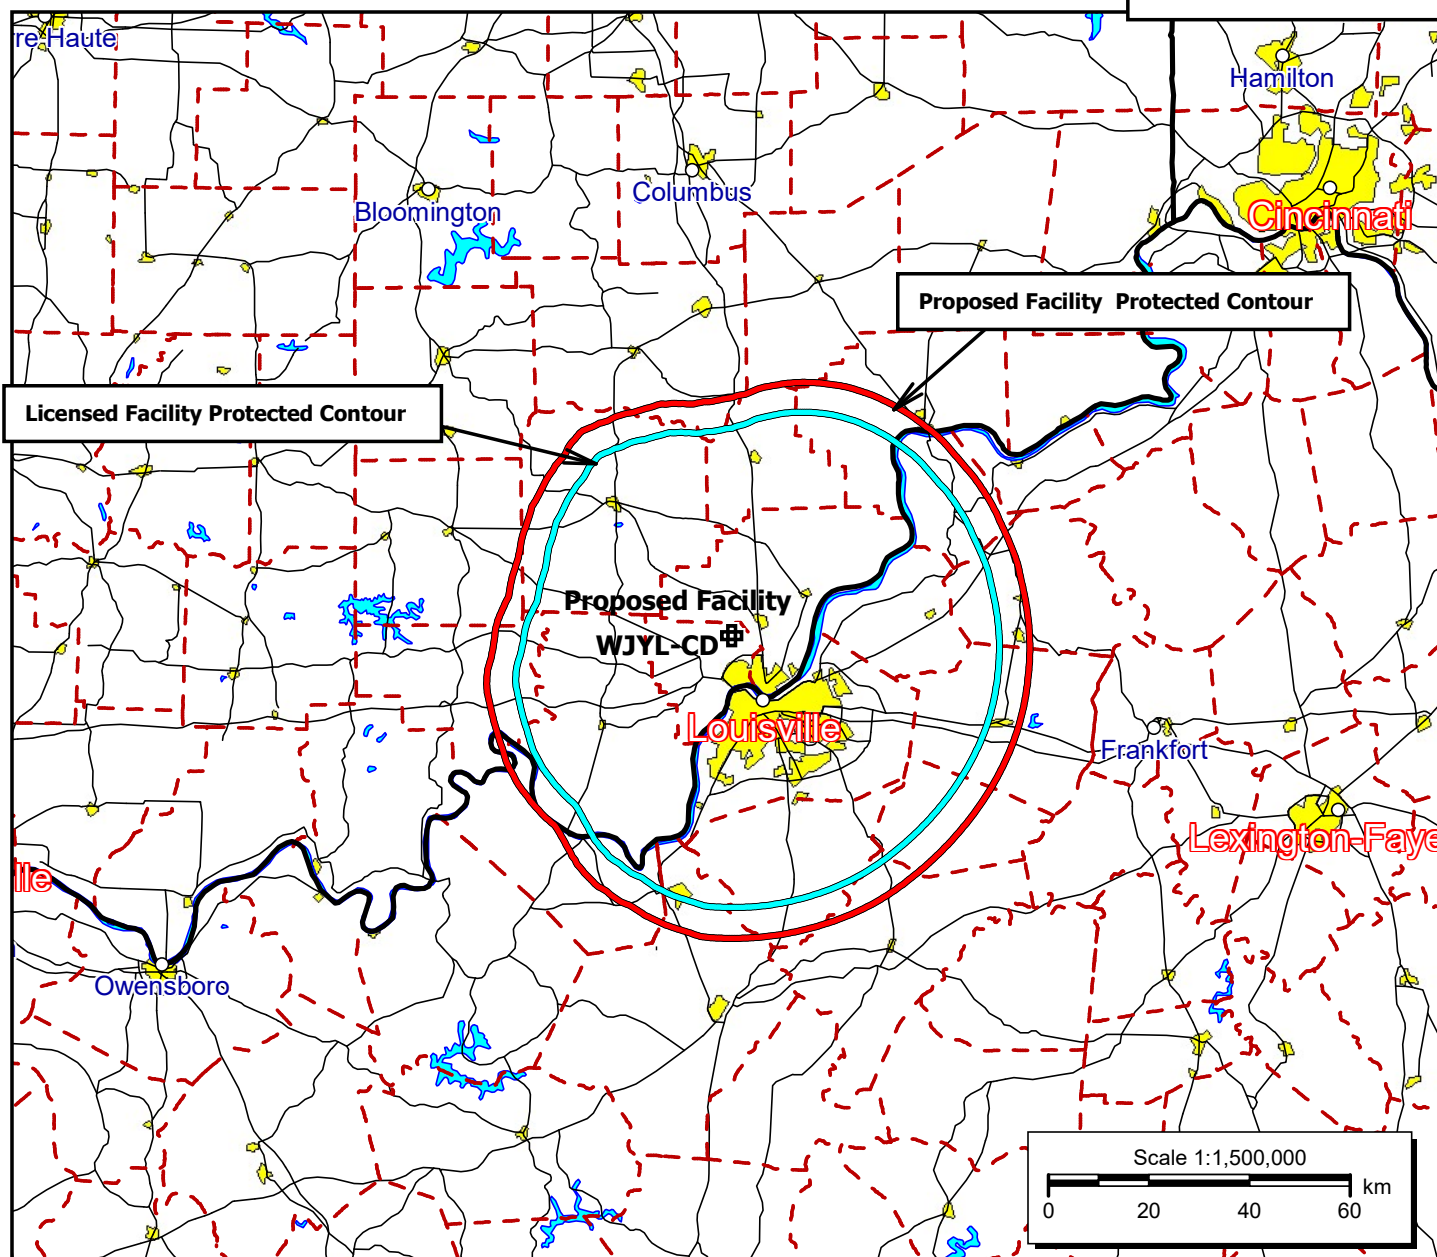 re Haute
Hamilton
Columbus
Bloomington
Cincinnati
Proposed Facility  Protected Contour
Licensed Facility Protected Contour
Proposed Facility
WJYL-CD
Louisville
Frankfort
Lexington-Faye
lle
Owensboro
Scale 1:1,500,000
km
0 20 40 60